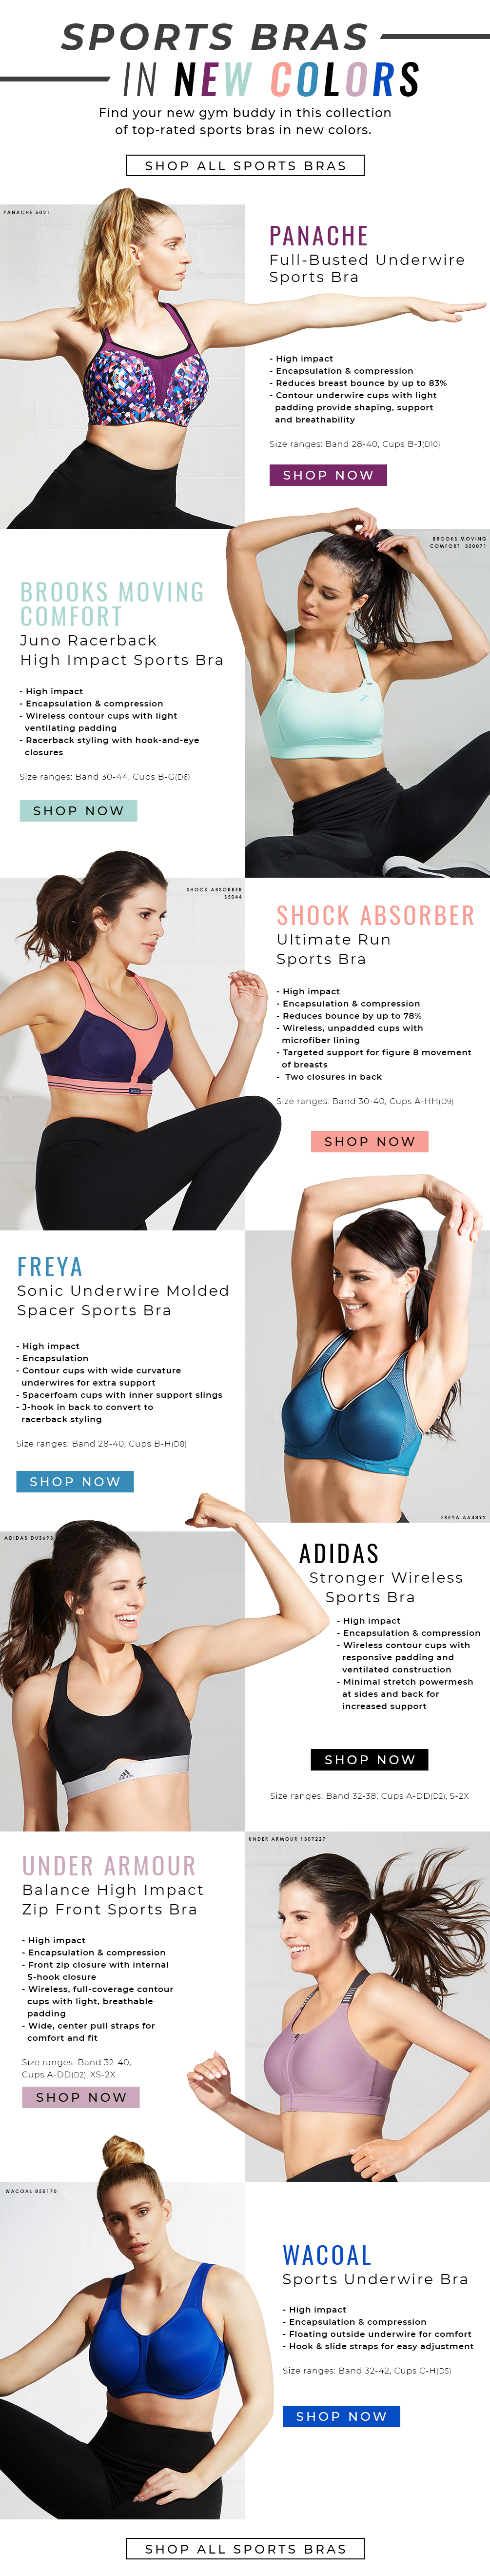 SPORTS BRAS
IN NEW COLORS
Find your new gym buddy in this collection
of top-rated sports bras in new colors.
SHOP ALL SPORTS BRAS
PANACHE 5021
PANACHE
Full-Busted Underwire
Sports Bra
- High impact
- Encapsulation & compression
- Reduces breast bounce by up to 83%
- Contour underwire cups with light
padding provide shaping, support
and breathability
Size ranges: Band 28-40, Cups B-J(D10)
SHOP NOW
BROOKS MOVING
COMFORT 350071
BROOKS MOVING
COMFORT
Juno Racerback
High Impact Sports Bra
- High impact
- Encapsulation & compression
- Wireless contour cups with light
ventilating padding
- Racerback styling with hook-and-eye
closures
Size ranges: Band 30-44, Cups B-G(D6)
SHOP NOW
SHOCK ABSORBER
S5044
SHOCK ABSORBER
Ultimate Run
Sports Bra
- High impact
- Encapsulation & compression
- Reduces bounce by up to 78%
- Wireless, unpadded cups with
microfiber lining
- Targeted support for figure 8 movement
of breasts
- Two closures in back
Size ranges: Band 30-40, Cups A-HH(D9)
SHOP NOW
FREYA
Sonic Underwire Molded
Spacer Sports Bra
- High impact
- Encapsulation
- Contour cups with wide curvature
underwires for extra support
- Spacerfoam cups with inner support slings
- J-hook in back to convert to
racerback styling
Size ranges: Band 28-40, Cups B-H(D8)
SHOP NOW
FREYA AA4892
ADIDAS DU3693
ADIDAS
Stronger Wireless
Sports Bra
- High impact
- Encapsulation & compression
- Wireless contour cups with
responsive padding and
ventilated construction
- Minimal stretch powermesh
at sides and back for
increased support
SHOP NOW
Size ranges: Band 32-38, Cups A-DD(D2), S-2X
UNDER ARMOUR 1307227
UNDER ARMOUR
Balance High Impact
Zip Front Sports Bra
- High impact
- Encapsulation & compression
- Front zip closure with internal
S-hook closure
- Wireless, full-coverage contour
cups with light, breathable
padding
- Wide, center pull straps for
comfort and fit
Size ranges: Band 32-40,
Cups A-DD(D2), XS-2X
SHOP NOW
WACOAL 855170
WACOAL
Sports Underwire Bra
- High impact
- Encapsulation & compression
- Floating outside underwire for comfort
- Hook & slide straps for easy adjustment
Size ranges: Band 32-42, Cups C-H(D5)
SHOP NOW
SHOP ALL SPORTS BRAS